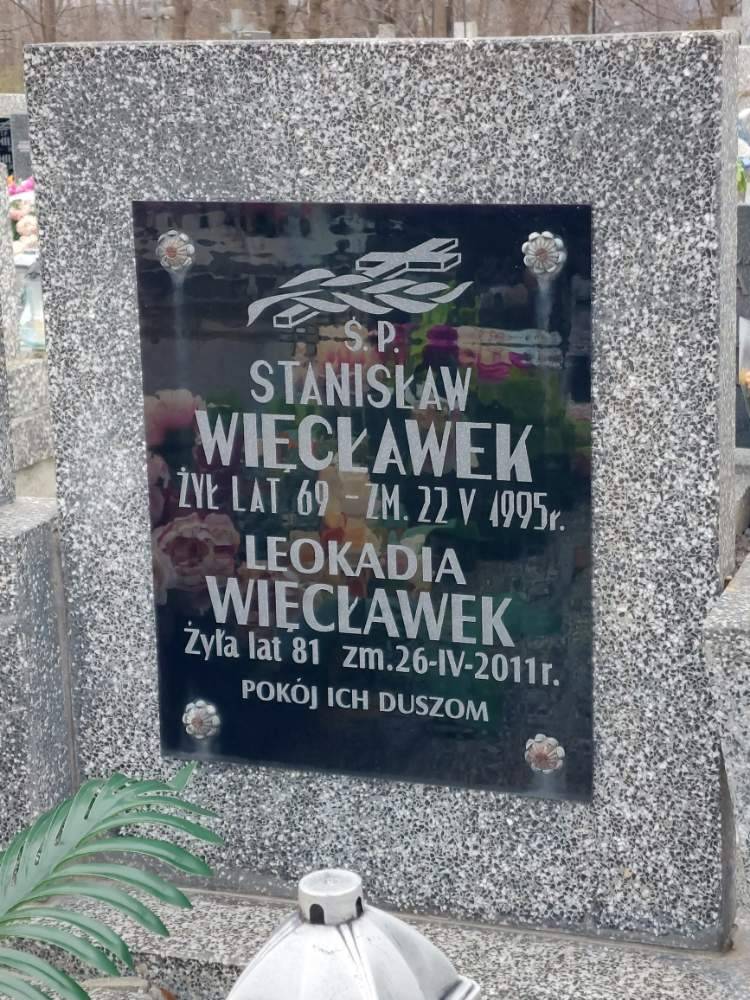 Ś. P.
STANISŁAW
WIĘCŁAWEK
ŻYŁ LAT 69 - ZM. 22 V 1995r.
LEOKADIA
WIĘCŁAWEK
Żyła lat 81 zm.26-IV-2011r.
POKÓJ ICH DUSZOM